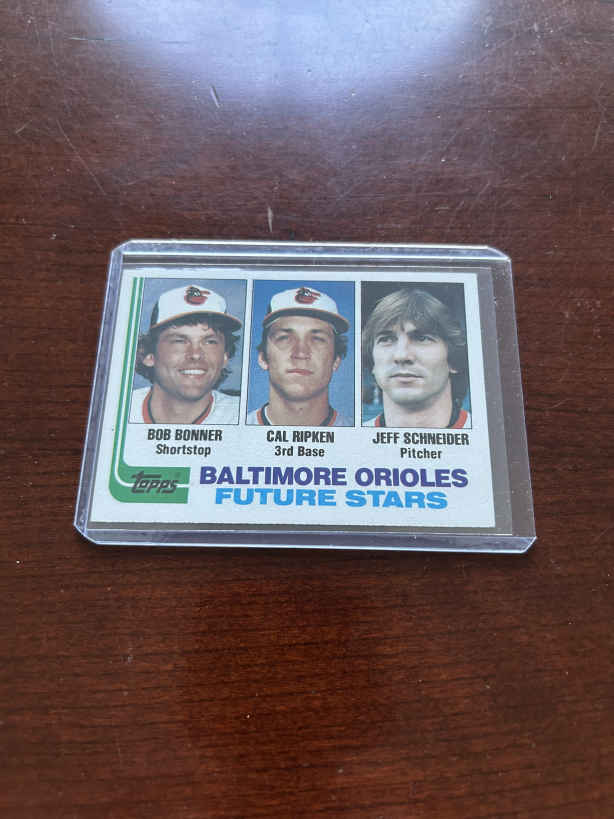 BOB BONNER
Shortstop
CAL RIPKEN
3rd Base
JEFF SCHNEIDER
Pitcher
Topps®
BALTIMORE ORIOLES
FUTURE STARS